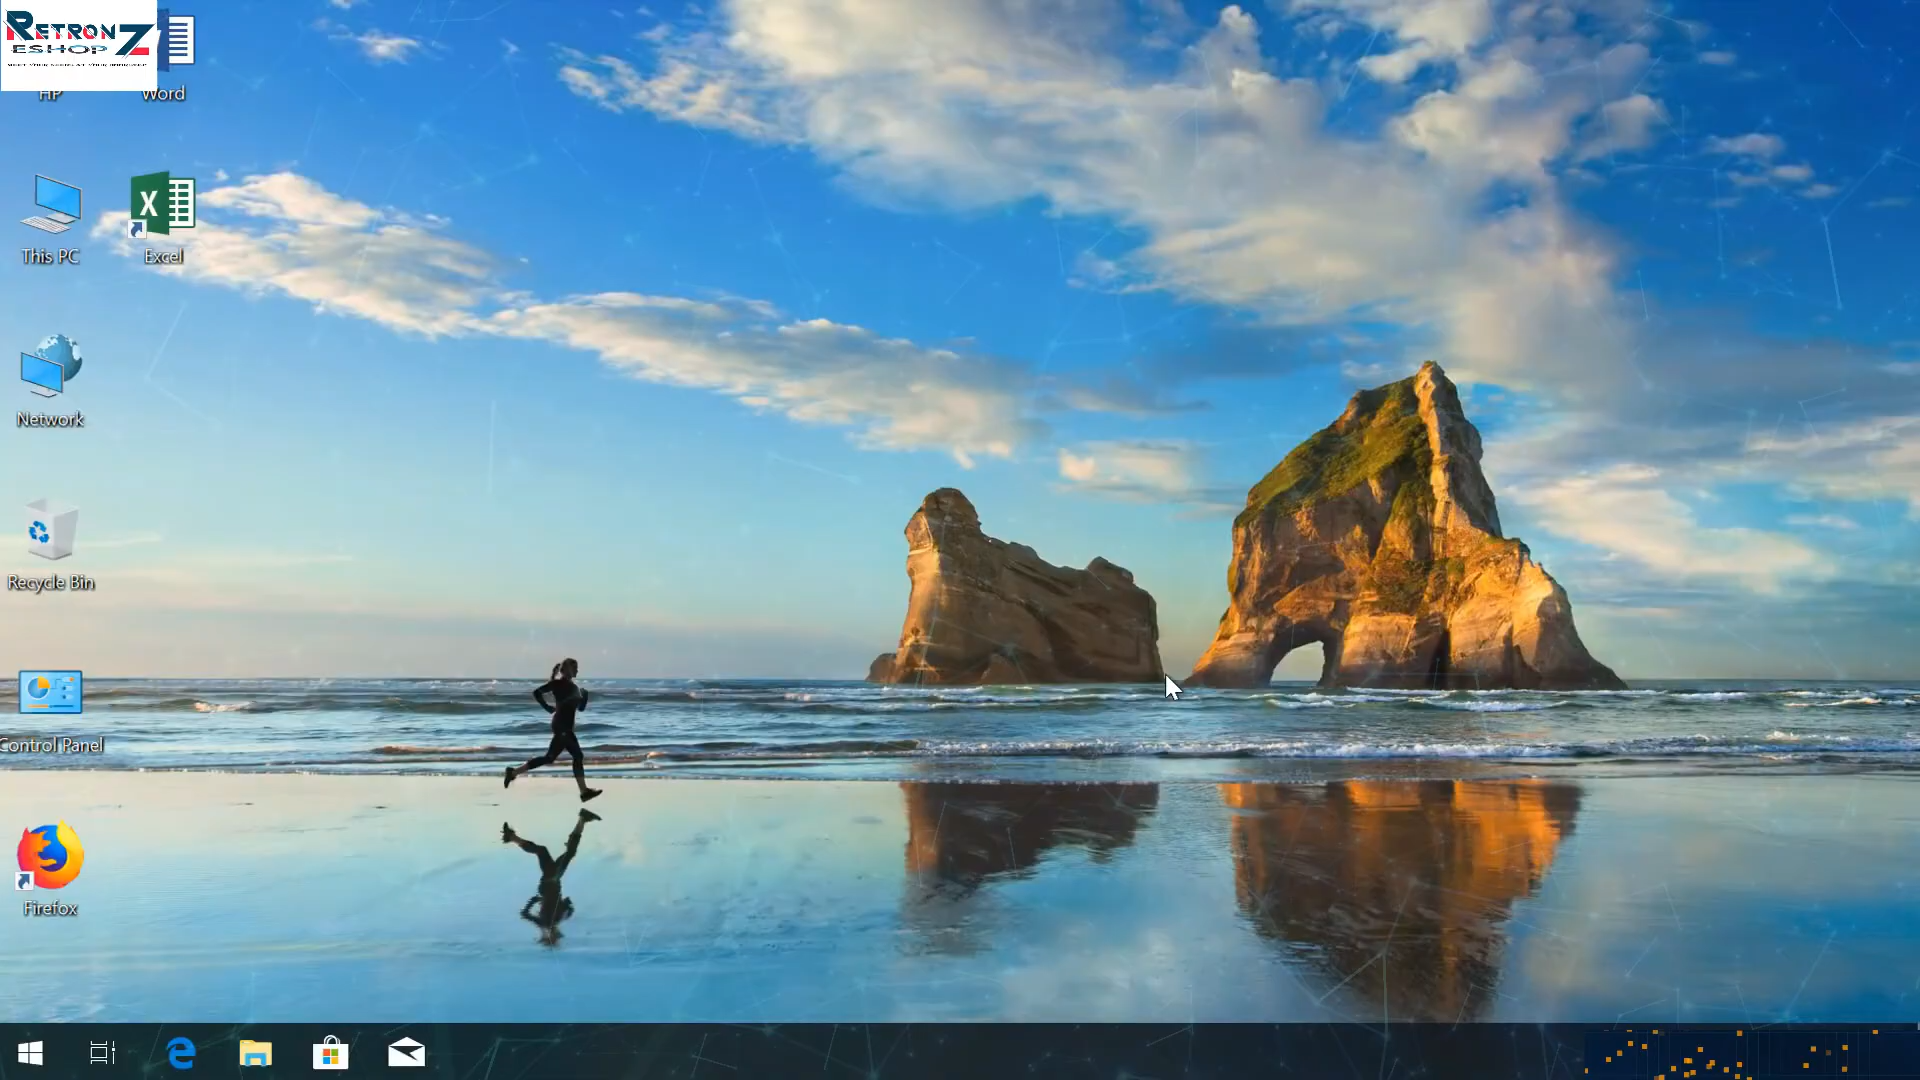 RETRON Z
ESHOP
HP
Word
This PC
Excel
Network
Recycle Bin
Control Panel
Firefox